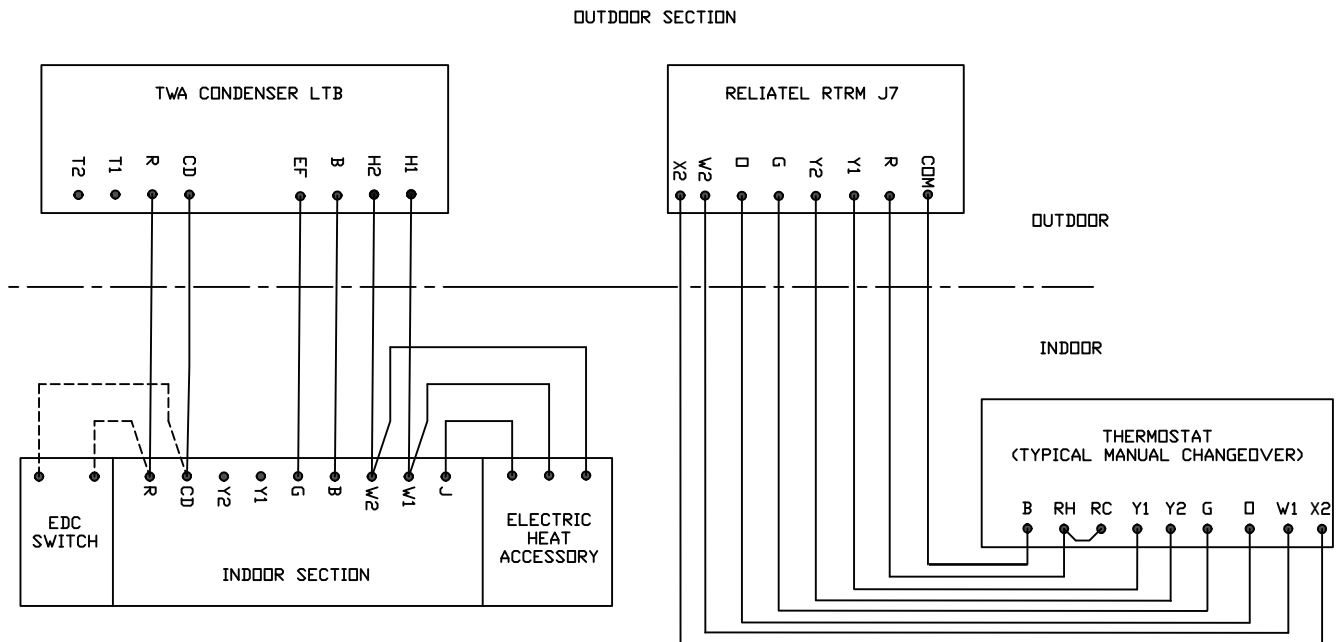 OUTDOOR SECTION
TWA CONDENSER LTB
T2 T1 R CD EF B H2 H1
RELIATEL RTRM J7
X2 W2 O G Y2 Y1 R COM
OUTDOOR
INDOOR
THERMOSTAT
(TYPICAL MANUAL CHANGEOVER)
B RH RC Y1 Y2 G O W1 X2
R CD Y2 Y1 G B W2 W1 J
EDC
SWITCH
INDOOR SECTION
ELECTRIC
HEAT
ACCESSORY